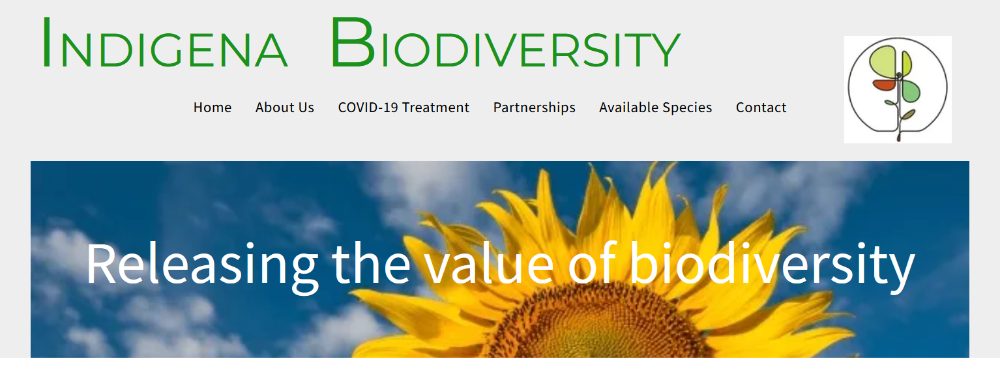 Indigena Biodiversity
Home About Us COVID-19 Treatment Partnerships Available Species Contact
Releasing the value of biodiversity